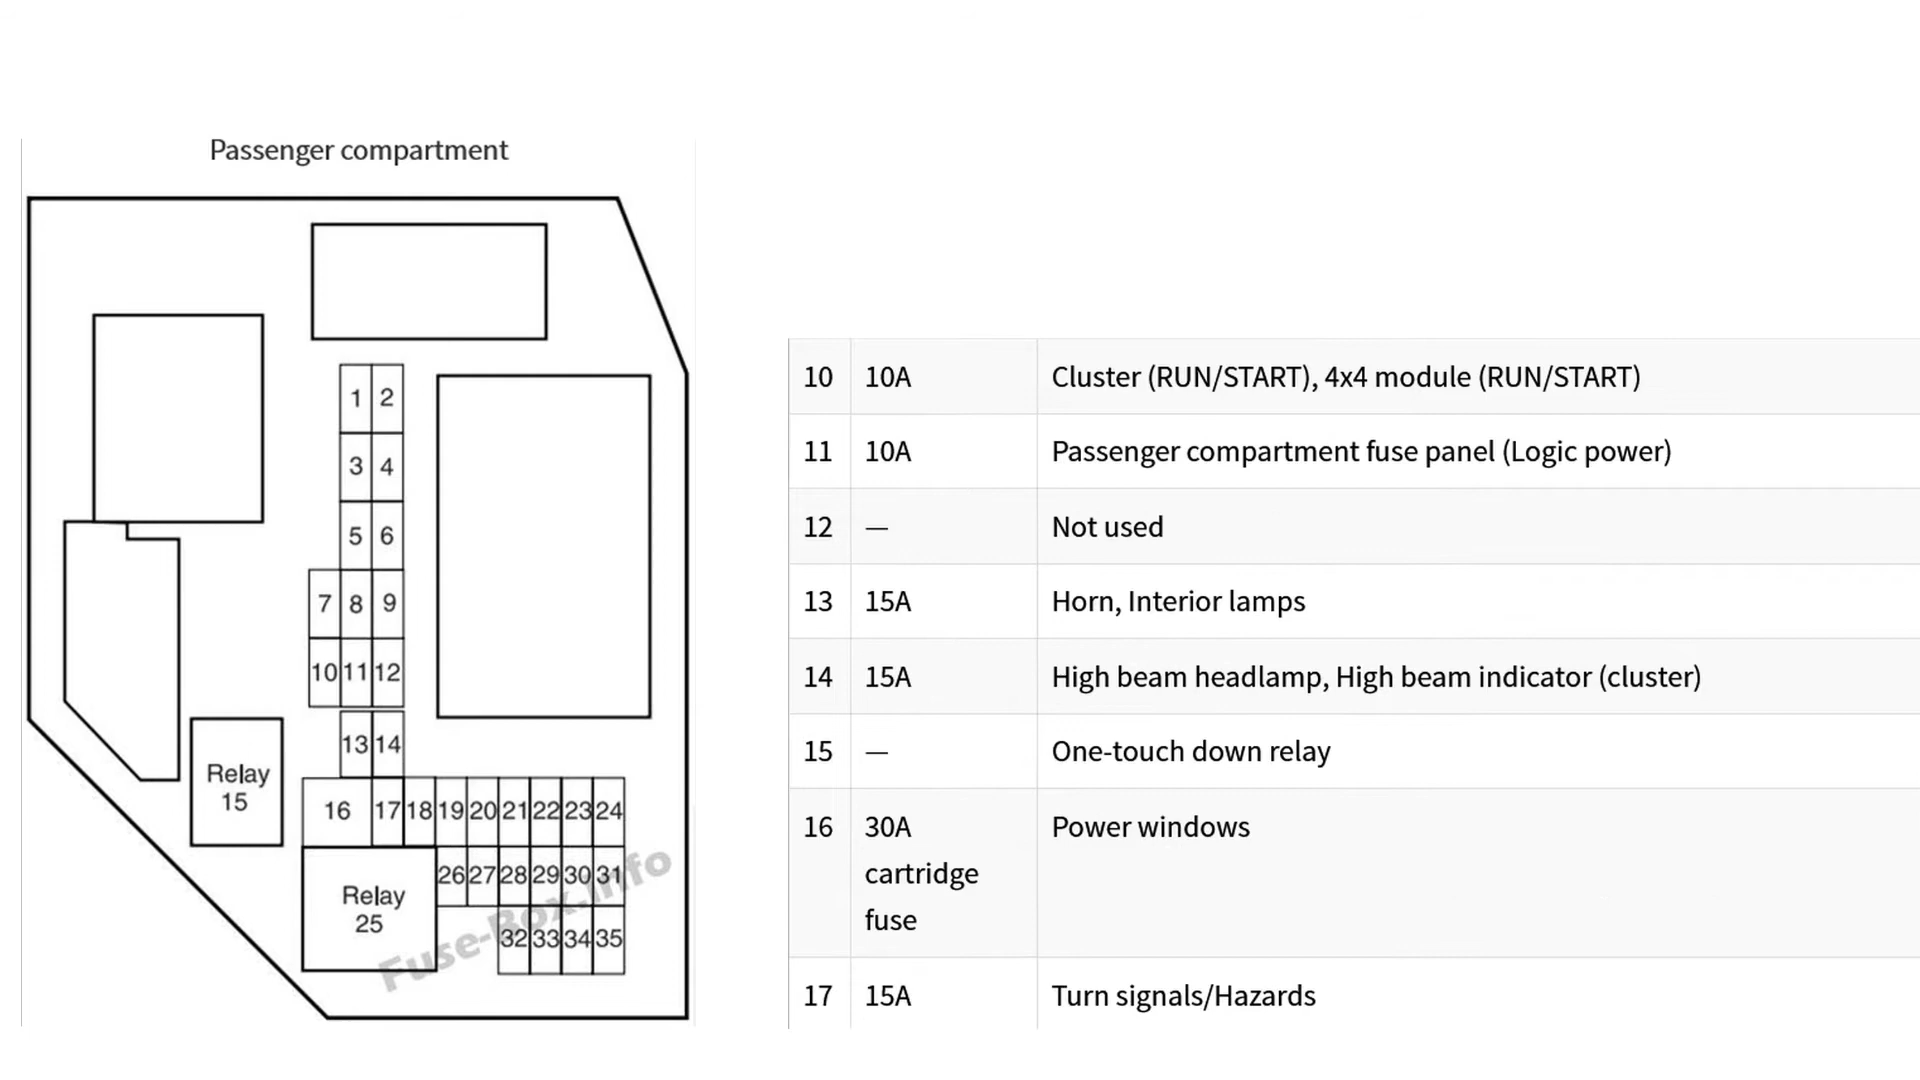 Passenger compartment
1 2
3 4
5 6
7 8 9
10 11 12
13 14
Relay
15
16 17 18 19 20 21 22 23 24
Relay
25
26 27 28 29 30 31
32 33 34 35
Fuse-Box.info
10 10A Cluster (RUN/START), 4x4 module (RUN/START)
11 10A Passenger compartment fuse panel (Logic power)
12 — Not used
13 15A Horn, Interior lamps
14 15A High beam headlamp, High beam indicator (cluster)
15 — One-touch down relay
16 30A Power windows
cartridge
fuse
17 15A Turn signals/Hazards